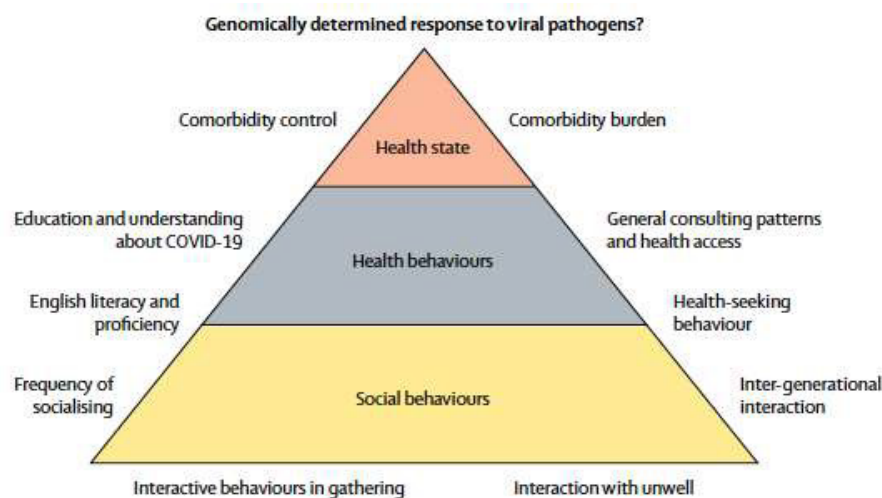 Genomically determined response to viral pathogens?
Comorbidity control
Comorbidity burden
Health state
Education and understanding
about COVID-19
General consulting patterns
and health access
Health behaviours
English literacy and
proficiency
Health-seeking
behaviour
Frequency of
socialising
Social behaviours
Inter-generational
interaction
Interactive behaviours in gathering
Interaction with unwell